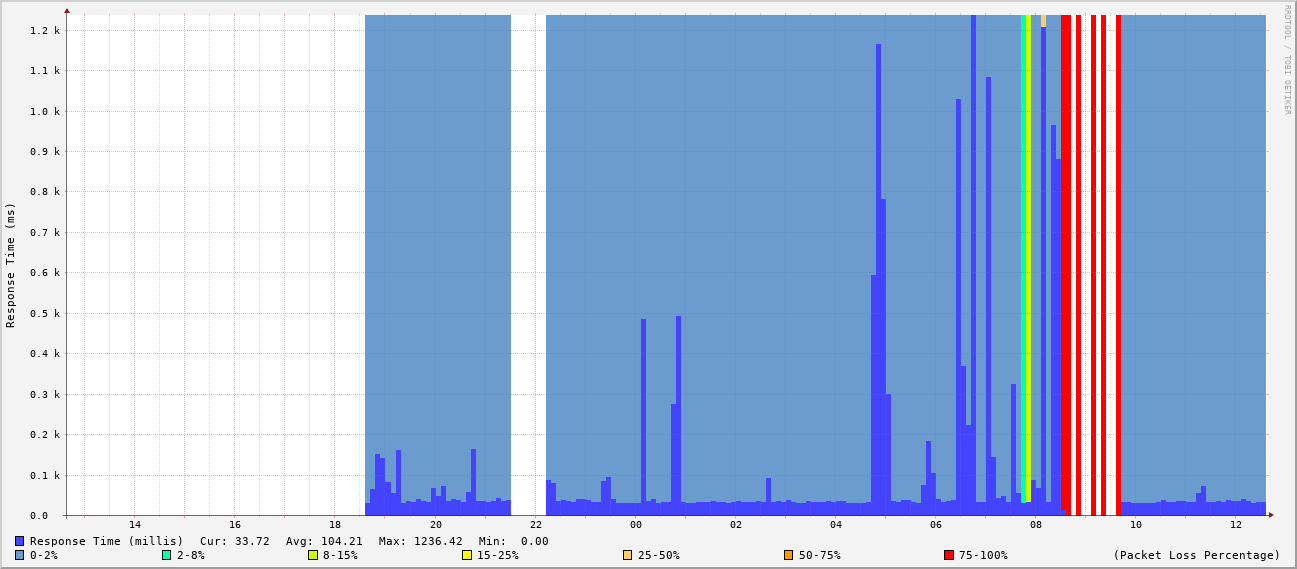 RRDTOOL / TOBI OETIKER
Response Time (ms)
1.2 k
1.1 k
1.0 k
0.9 k
0.8 k
0.7 k
0.6 k
0.5 k
0.4 k
0.3 k
0.2 k
0.1 k
0.0
14 16 18 20 22 00 02 04 06 08 10 12
Response Time (millis) Cur: 33.72 Avg: 104.21 Max: 1236.42 Min: 0.00
0-2% 2-8% 8-15% 15-25% 25-50% 50-75% 75-100% (Packet Loss Percentage)